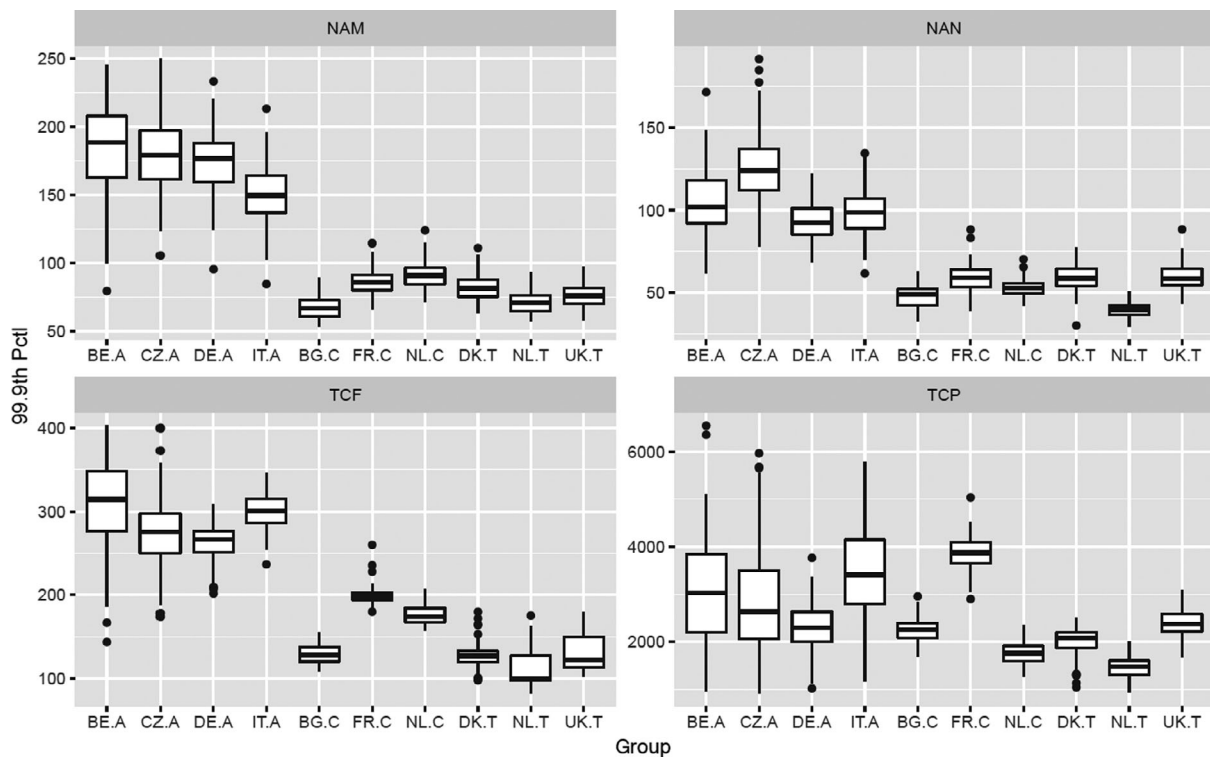 NAM
NAN
99.9th Pctl
250
200
150
100
50
150
100
50
BE.A CZ.A DE.A IT.A BG.C FR.C NL.C DK.T NL.T UK.T
BE.A CZ.A DE.A IT.A BG.C FR.C NL.C DK.T NL.T UK.T
TCF
TCP
400
300
200
100
6000
4000
2000
BE.A CZ.A DE.A IT.A BG.C FR.C NL.C DK.T NL.T UK.T
BE.A CZ.A DE.A IT.A BG.C FR.C NL.C DK.T NL.T UK.T
Group